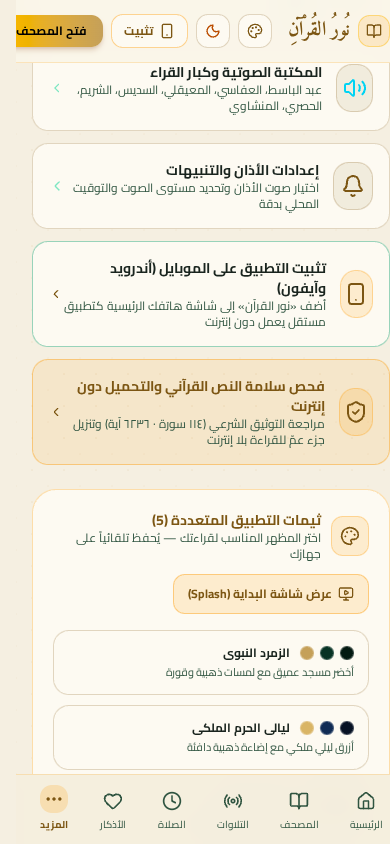 نُورُ القُرْآنِ
تثبيت
فتح المصحف
المكتبة الصوتية وكبار القراء
عبد الباسط، العفاسي، المعيقلي، السديس، الشريم،
الحصري، المنشاوي
إعدادات الأذان والتنبيهات
اختيار صوت الأذان وتحديد مستوى الصوت والتوقيت
المحلي بدقة
تثبيت التطبيق على الموبايل (أندرويد
وآيفون)
أضف «نور القرآن» إلى شاشة هاتفك الرئيسية كتطبيق
مستقل يعمل دون إنترنت
فحص سلامة النص القرآني والتحميل دون
إنترنت
مراجعة التوثيق الشرعي (١١٤ سورة · ٦٢٣٦ آية) وتنزيل
جزء عمّ للقراءة بلا إنترنت
ثيمات التطبيق المتعددة (5)
اختر المظهر المناسب لقراءتك — يُحفظ تلقائياً على
جهازك
عرض شاشة البداية (Splash)
الزمرد النبوي
أخضر مسجد عميق مع لمسات ذهبية وقورة
ليالي الحرم الملكي
أزرق ليلي ملكي مع إضاءة ذهبية دافئة
الرئيسية
المصحف
التلاوات
الصلاة
الأذكار
المزيد